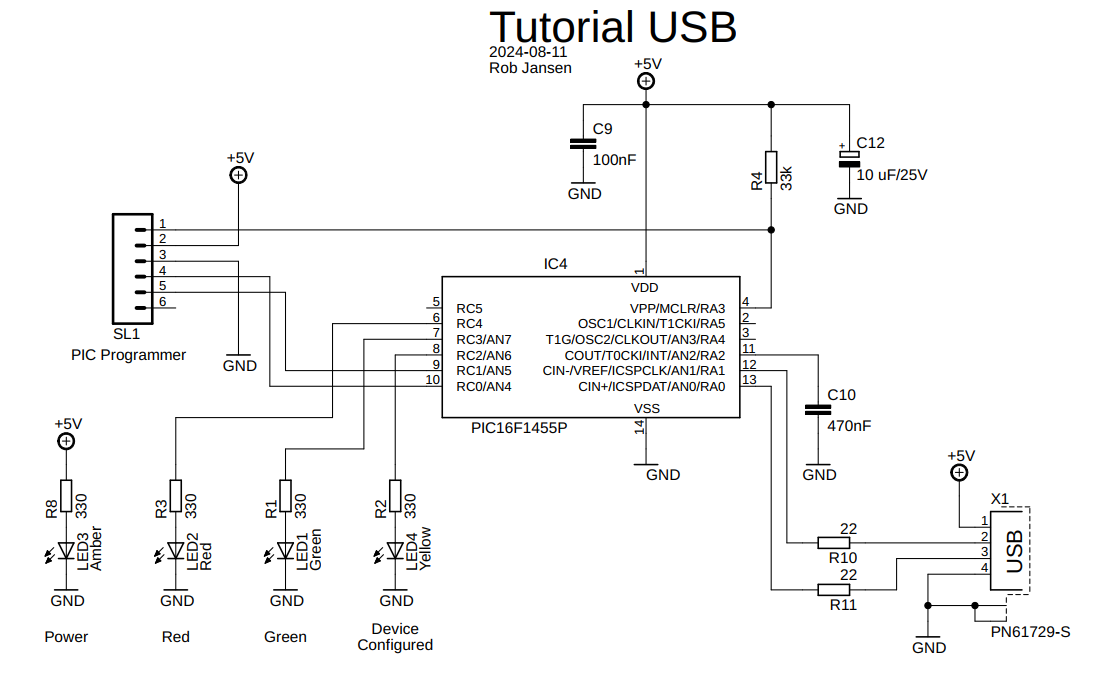 Tutorial USB
2024-08-11
Rob Jansen
+5V
C9
100nF
GND
R4
33k
+
C12
10 uF/25V
GND
+5V
1
2
3
4
5
6
SL1
PIC Programmer
GND
IC4
1
VDD
5 RC5
6 RC4
7 RC3/AN7
8 RC2/AN6
9 RC1/AN5
10 RC0/AN4
VPP/MCLR/RA3 4
OSC1/CLKIN/T1CKI/RA5 2
T1G/OSC2/CLKOUT/AN3/RA4 3
COUT/T0CKI/INT/AN2/RA2 11
CIN-/VREF/ICSPCLK/AN1/RA1 12
CIN+/ICSPDAT/AN0/RA0 13
VSS
14
PIC16F1455P
GND
C10
470nF
GND
+5V
R8
330
LED3
Amber
GND
Power
R3
330
LED2
Red
GND
Red
R1
330
LED1
Green
GND
Green
R2
330
LED4
Yellow
GND
Device
Configured
22
R10
22
R11
+5V
X1
1
2
3
4
USB
PN61729-S
GND